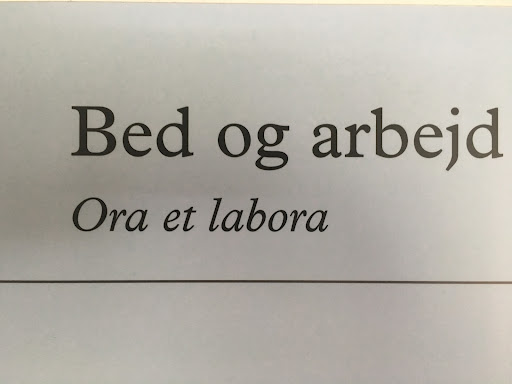 Bed og arbejd
Ora et labora